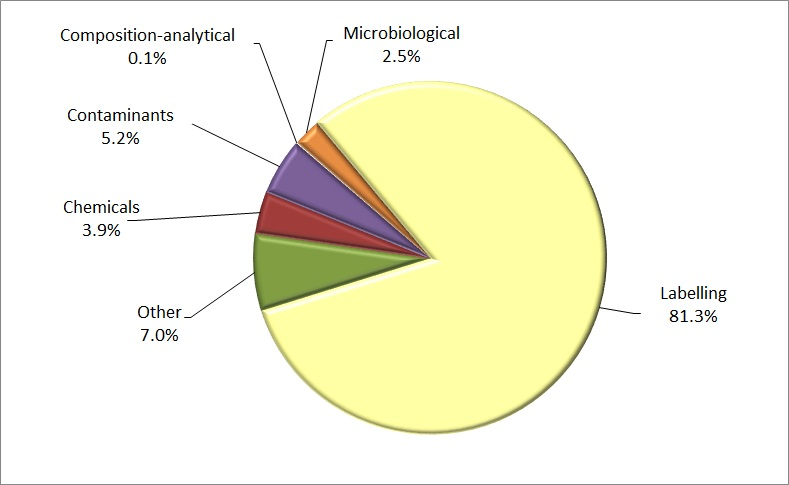 Composition-analytical
0.1%
Microbiological
2.5%
Contaminants
5.2%
Chemicals
3.9%
Other
7.0%
Labelling
81.3%